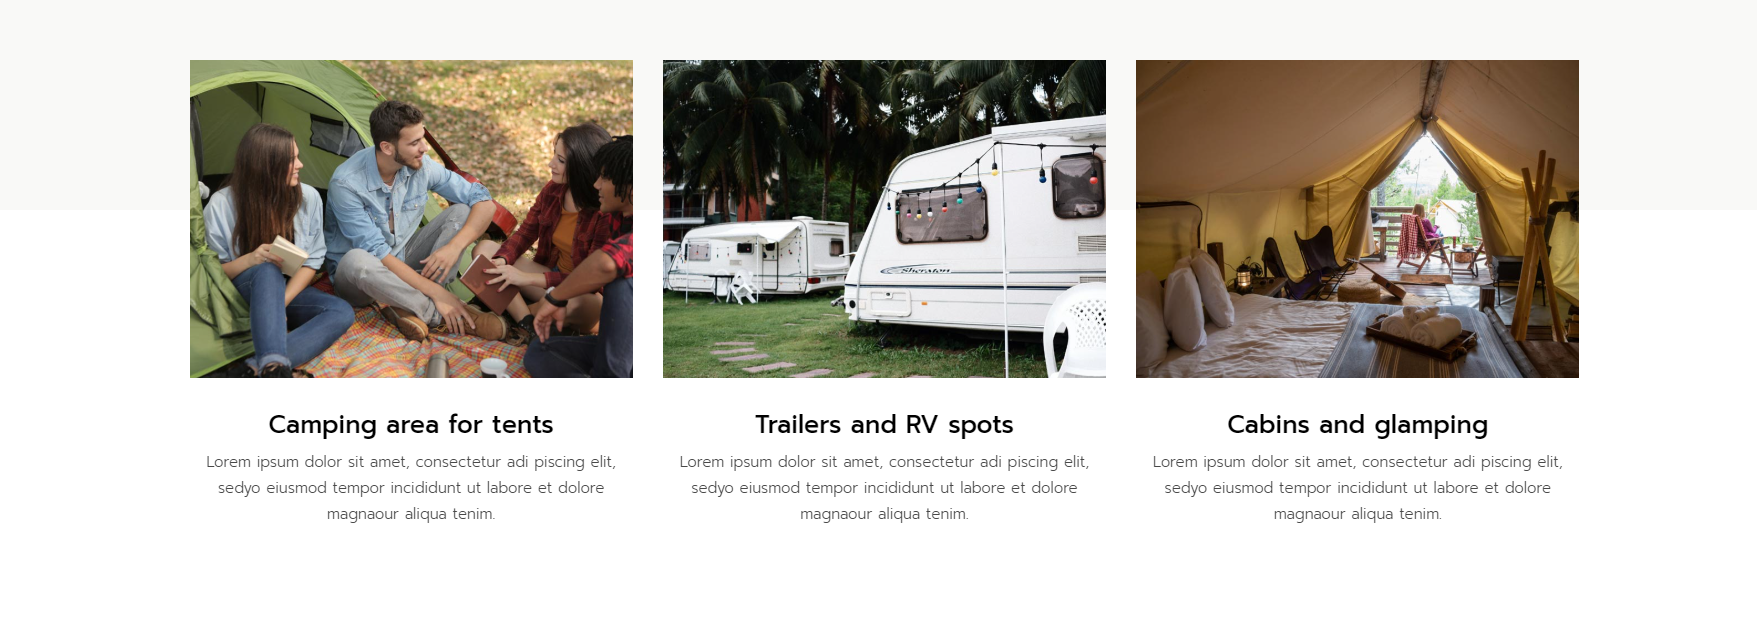 Sheraton
Camping area for tents
Lorem ipsum dolor sit amet, consectetur adi piscing elit,
sedyo eiusmod tempor incididunt ut labore et dolore
magnaour aliqua tenim.
Trailers and RV spots
Lorem ipsum dolor sit amet, consectetur adi piscing elit,
sedyo eiusmod tempor incididunt ut labore et dolore
magnaour aliqua tenim.
Cabins and glamping
Lorem ipsum dolor sit amet, consectetur adi piscing elit,
sedyo eiusmod tempor incididunt ut labore et dolore
magnaour aliqua tenim.